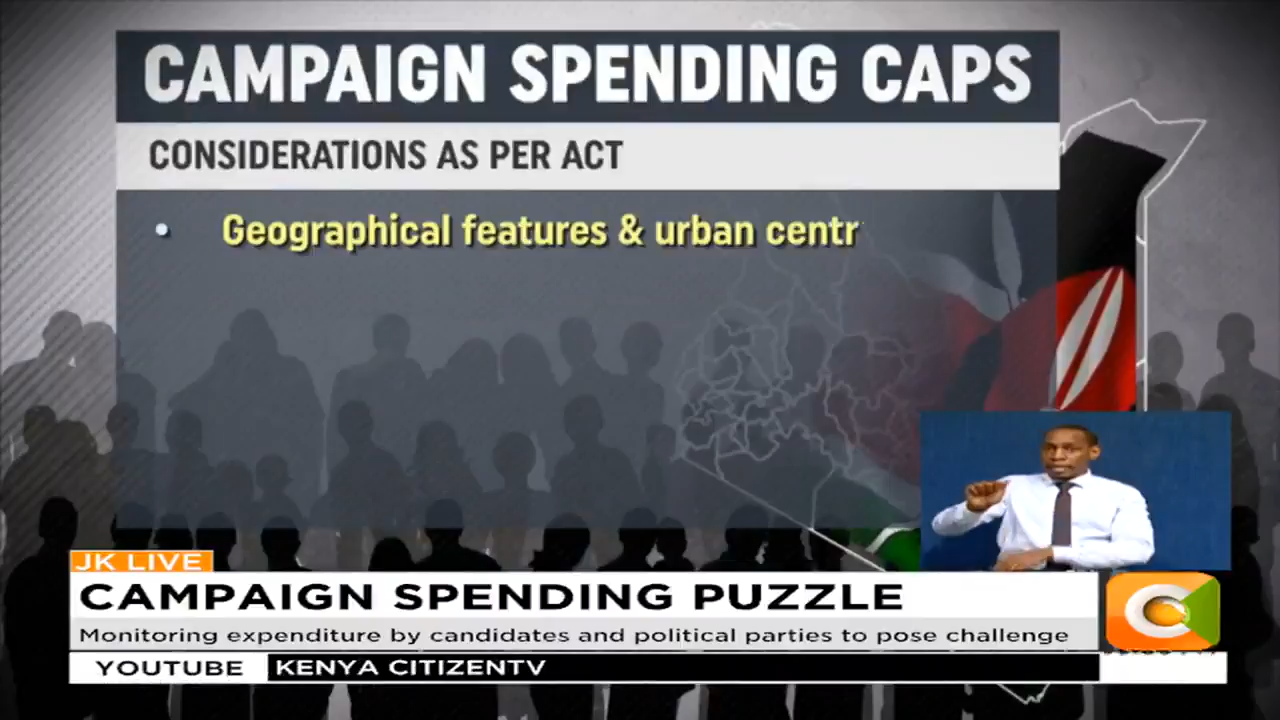 CAMPAIGN SPENDING CAPS
CONSIDERATIONS AS PER ACT
• Geographical features & urban centr
JK LIVE
CAMPAIGN SPENDING PUZZLE
Monitoring expenditure by candidates and political parties to pose challenge
YOUTUBE KENYA CITIZENTV